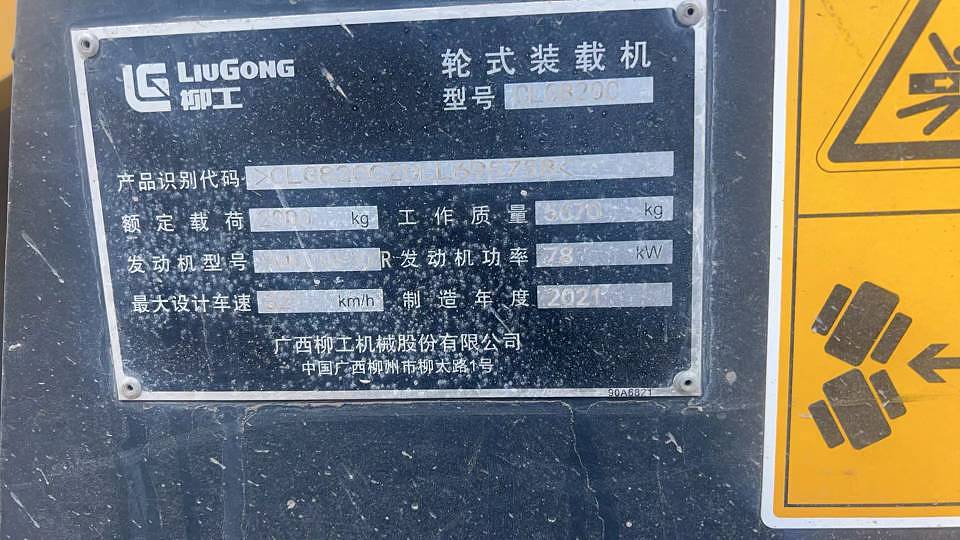 LIUGONG
柳工
轮式装载机
型号 CLG820C
产品识别代码
额定载荷 2000 kg 工作质量 kg
发动机型号 发动机功率 78 kW
最大设计车速 km/h 制造年度 2021
广西柳工机械股份有限公司
中国广西柳州市柳太路1号
90A6821